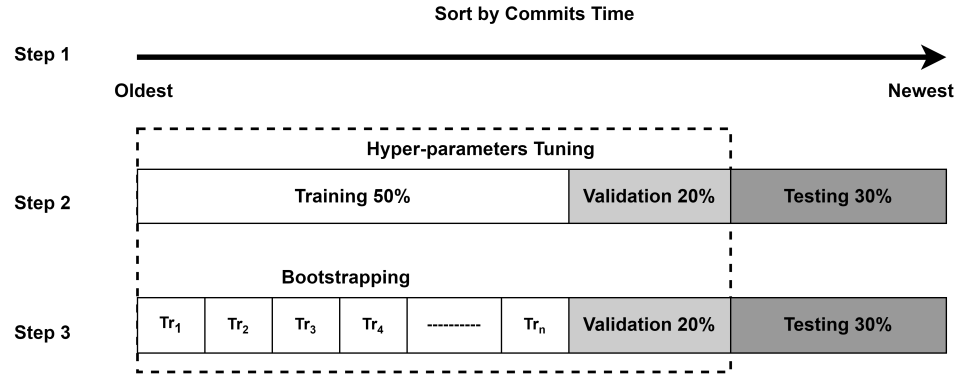 Sort by Commits Time
Step 1
Oldest
Newest
Hyper-parameters Tuning
Step 2
Training 50%
Validation 20%
Testing 30%
Bootstrapping
Step 3
Tr1
Tr2
Tr3
Tr4
----------
Trn
Validation 20%
Testing 30%